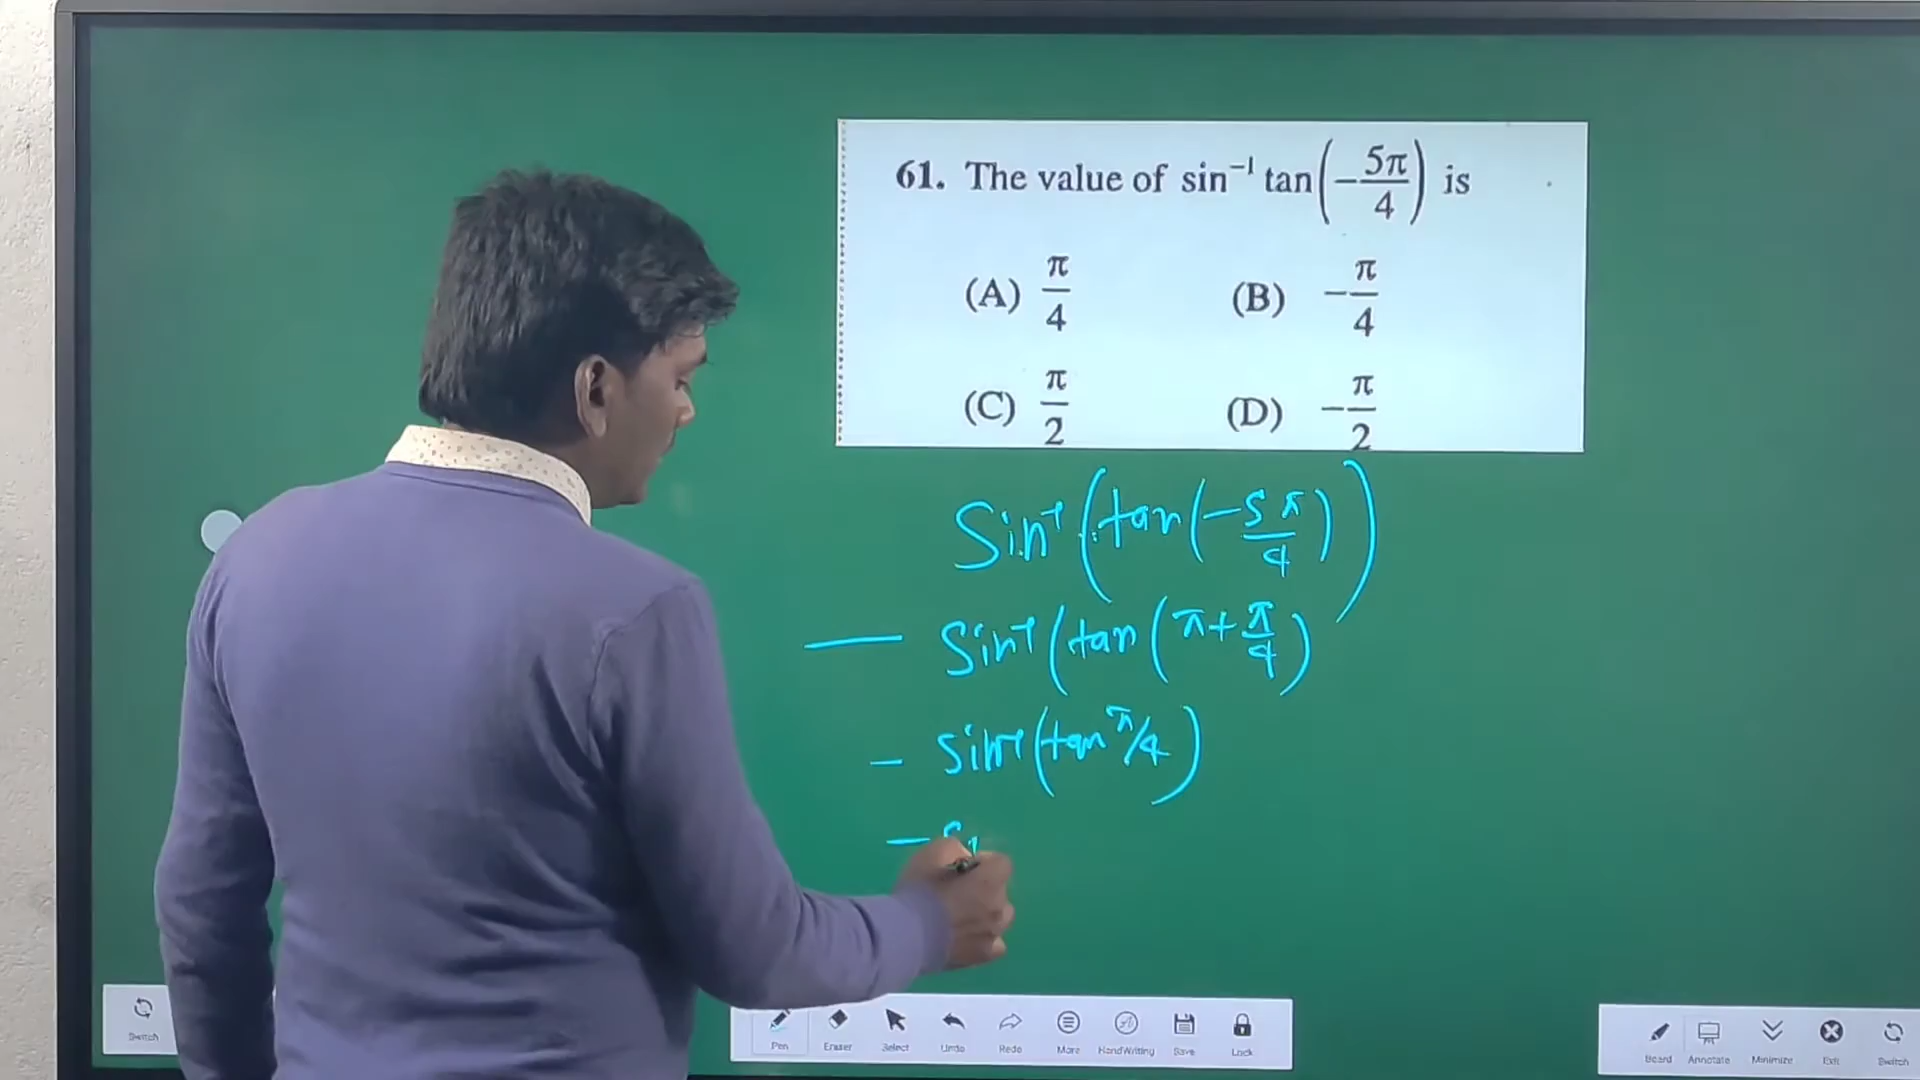 61. The value of sin⁻¹ tan(−5π/4) is
(A) π/4 (B) −π/4
(C) π/2 (D) −π/2
Sin⁻¹(tan(−5π/4))
— Sin⁻¹(tan(π+π/4)
− Sin⁻¹(tan π/4)
− Si
Switch Pen Eraser Select Undo Redo More HandWriting Save Lock Board Annotate Minimize Exit Switch